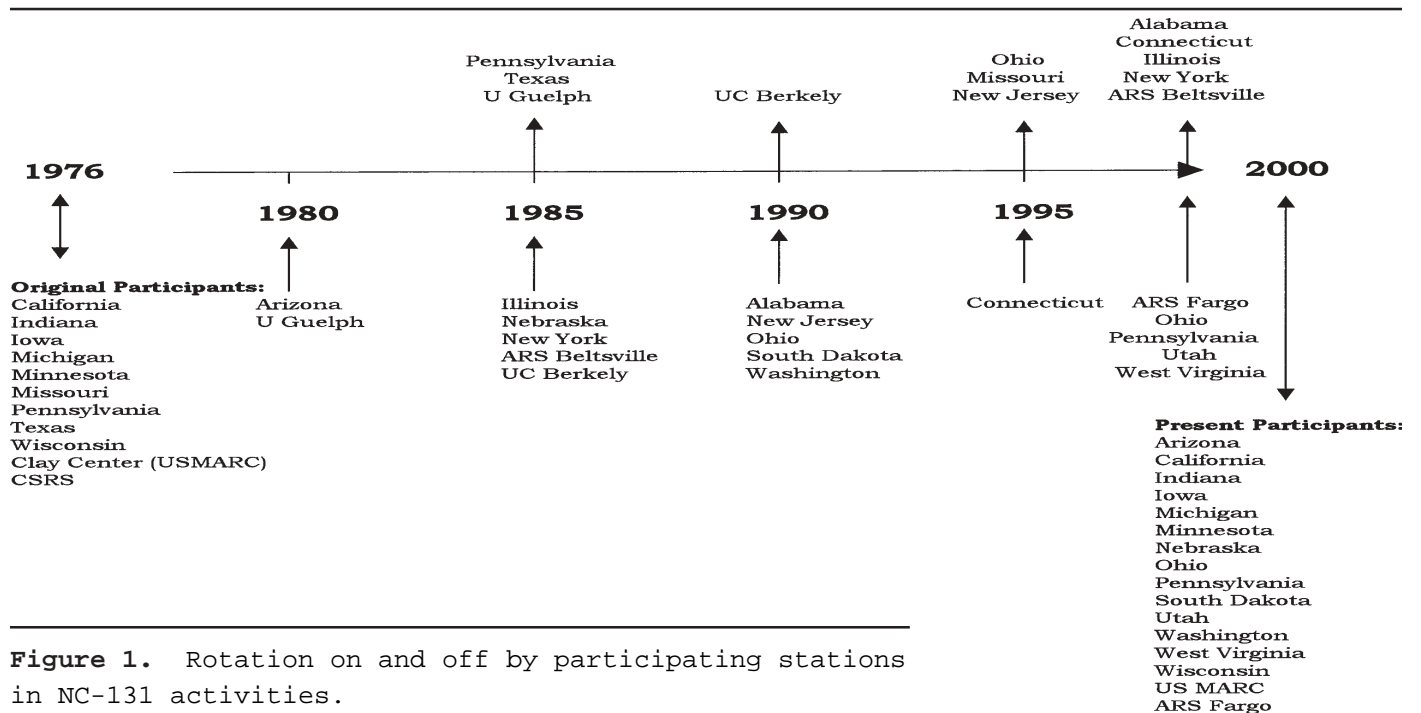 Pennsylvania
Texas
U Guelph
UC Berkely
Ohio
Missouri
New Jersey
Alabama
Connecticut
Illinois
New York
ARS Beltsville
1976
2000
1980
1985
1990
1995
Original Participants:
California
Indiana
Iowa
Michigan
Minnesota
Missouri
Pennsylvania
Texas
Wisconsin
Clay Center (USMARC)
CSRS
Arizona
U Guelph
Illinois
Nebraska
New York
ARS Beltsville
UC Berkely
Alabama
New Jersey
Ohio
South Dakota
Washington
Connecticut
ARS Fargo
Ohio
Pennsylvania
Utah
West Virginia
Present Participants:
Arizona
California
Indiana
Iowa
Michigan
Minnesota
Nebraska
Ohio
Pennsylvania
South Dakota
Utah
Washington
West Virginia
Wisconsin
US MARC
ARS Fargo
Figure 1. Rotation on and off by participating stations
in NC-131 activities.